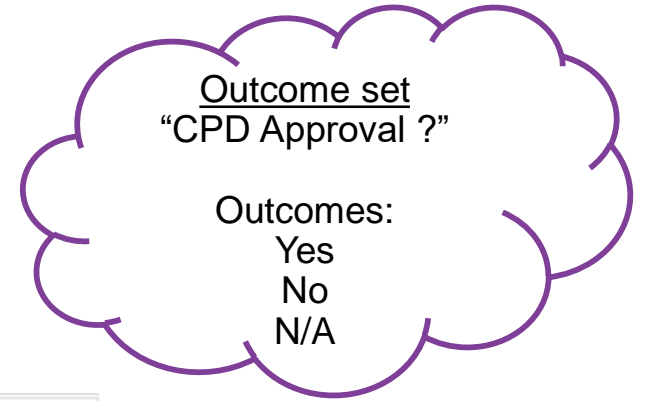 Outcome set
“CPD Approval ?”
Outcomes:
Yes
No
N/A